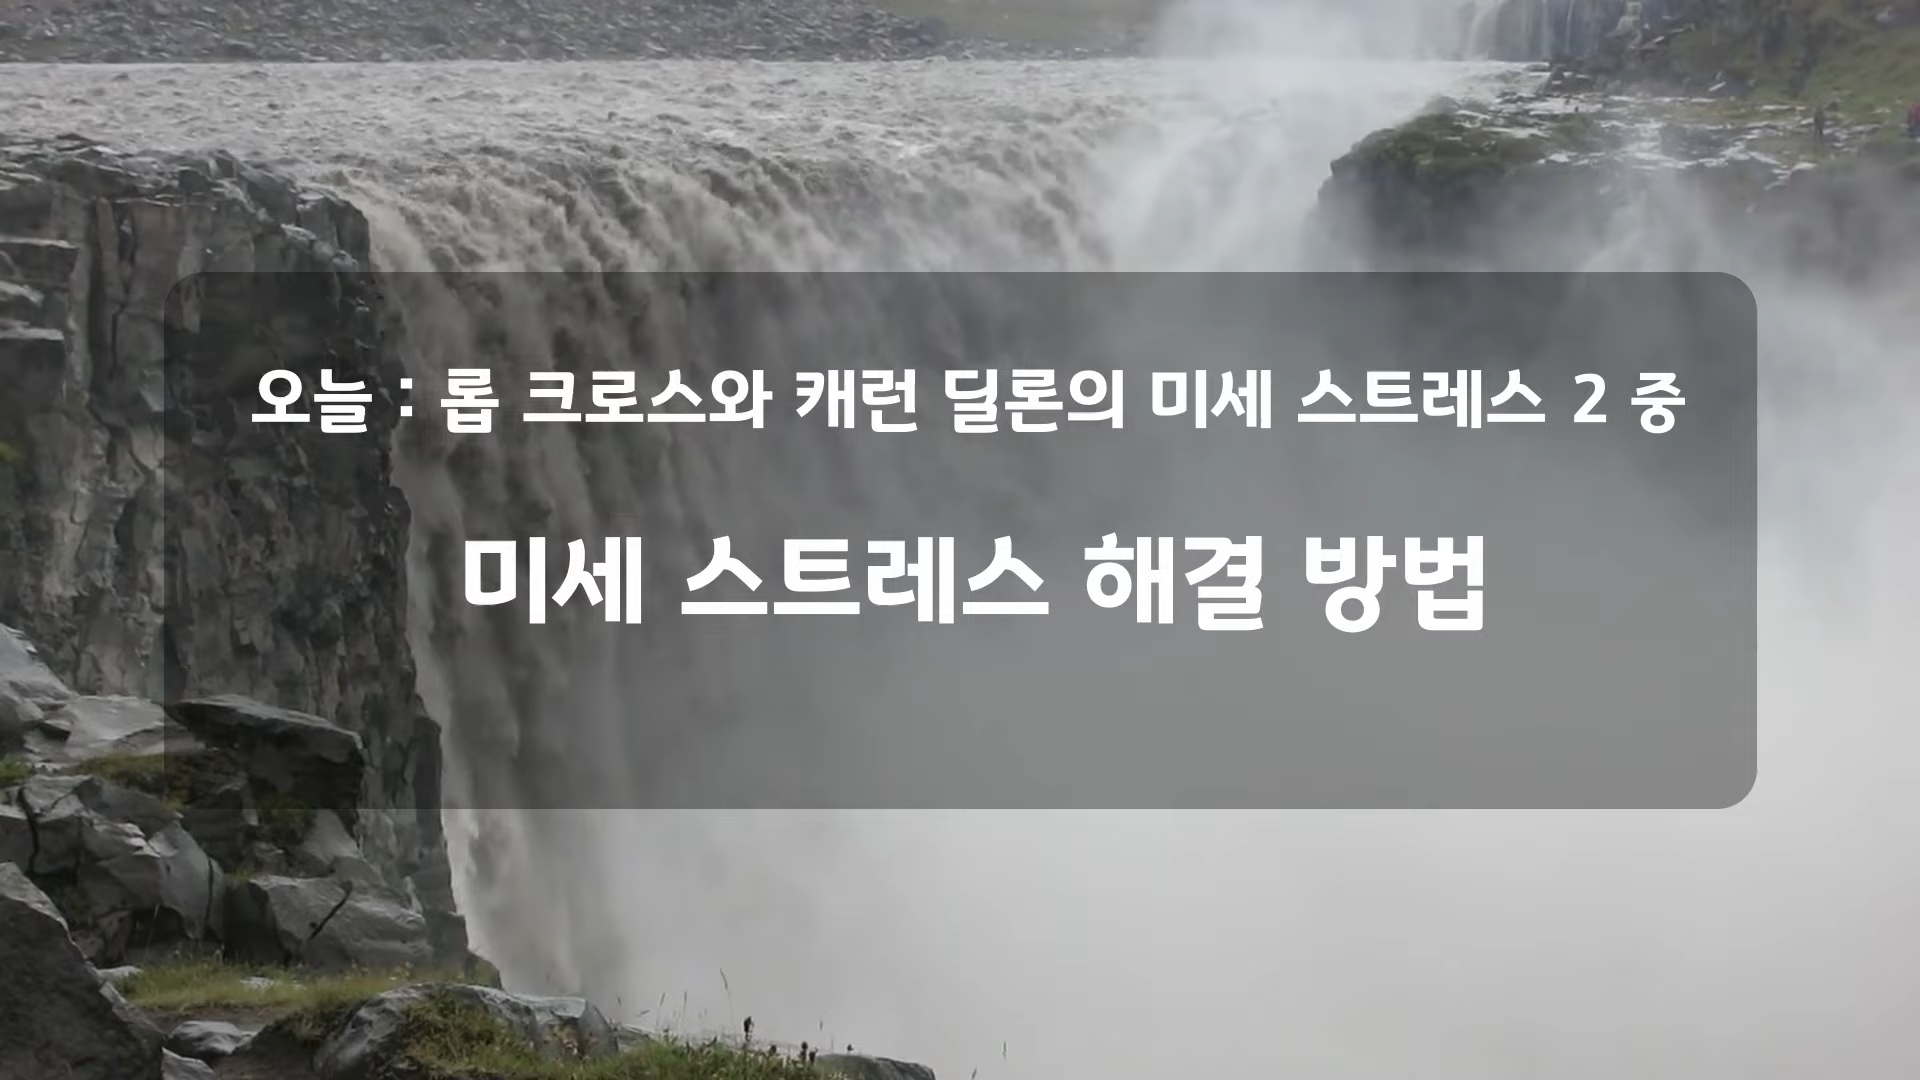 오늘 : 롭 크로스와 캐런 딜론의 미세 스트레스 2 중
미세 스트레스 해결 방법